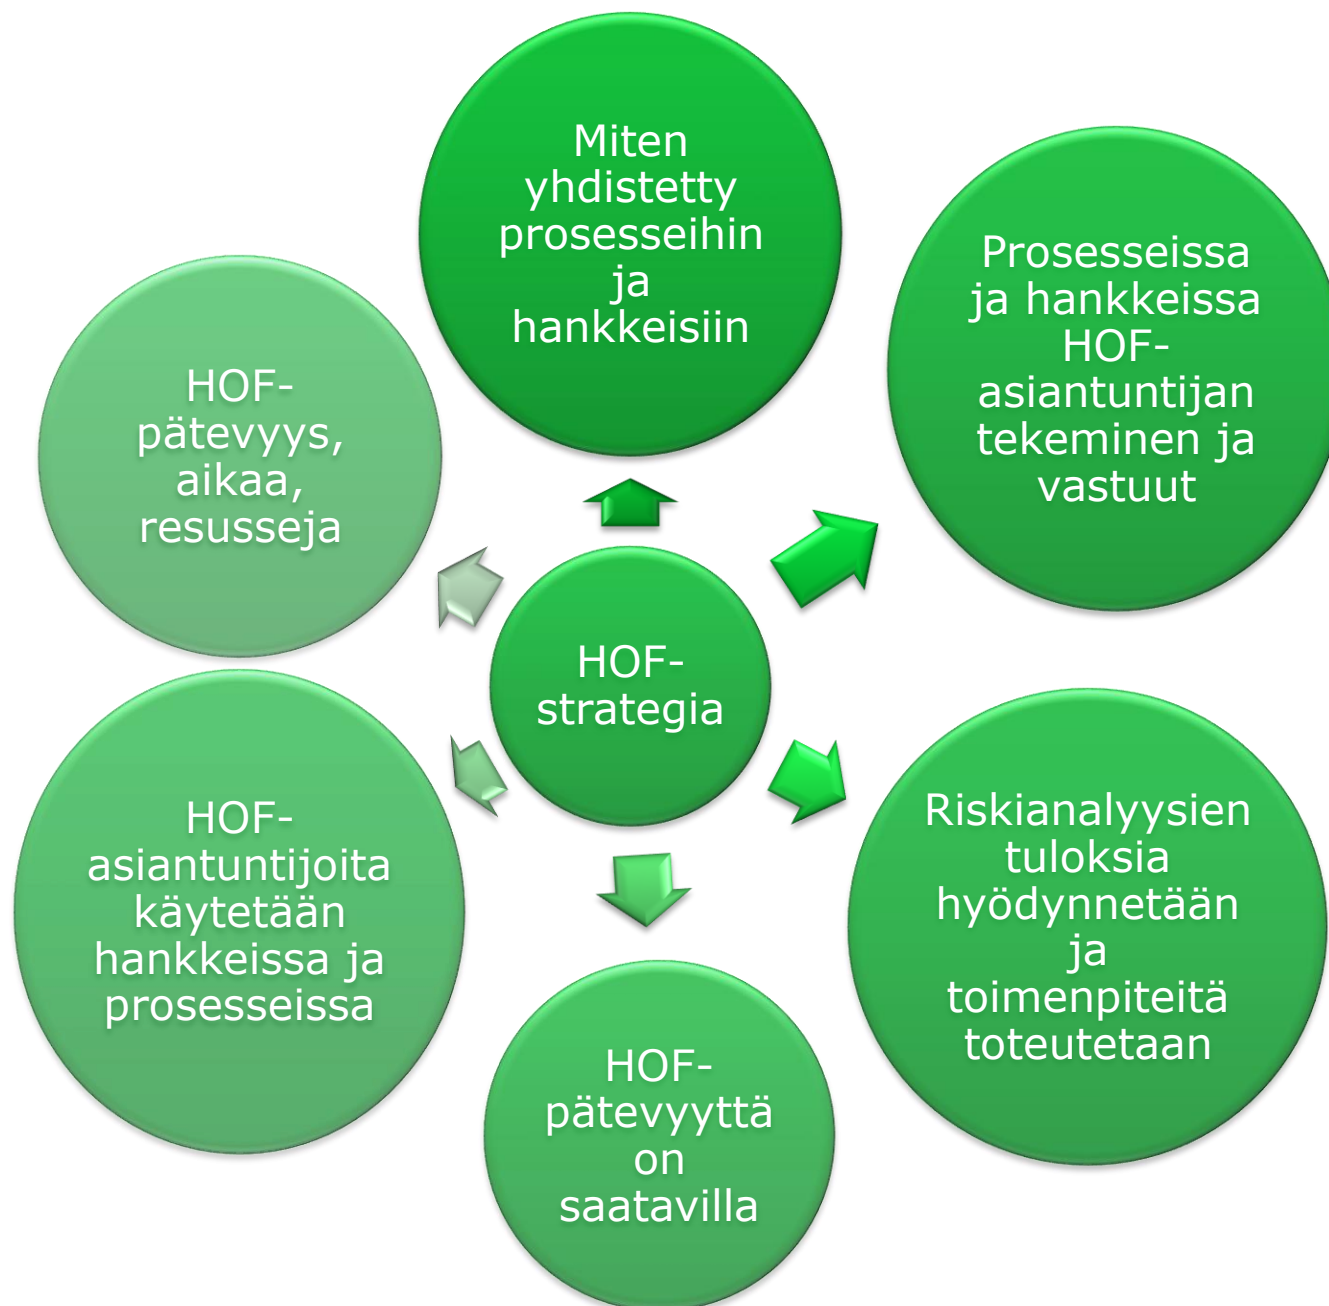 Miten
yhdistetty
prosesseihin
ja
hankkeisiin
Prosesseissa
ja hankkeissa
HOF-
asiantuntijan
tekeminen ja
vastuut
Riskianalyysien
tuloksia
hyödynnetään
ja
toimenpiteitä
toteutetaan
HOF-
pätevyyttä
on
saatavilla
HOF-
asiantuntijoita
käytetään
hankkeissa ja
prosesseissa
HOF-
pätevyys,
aikaa,
resusseja
HOF-
strategia